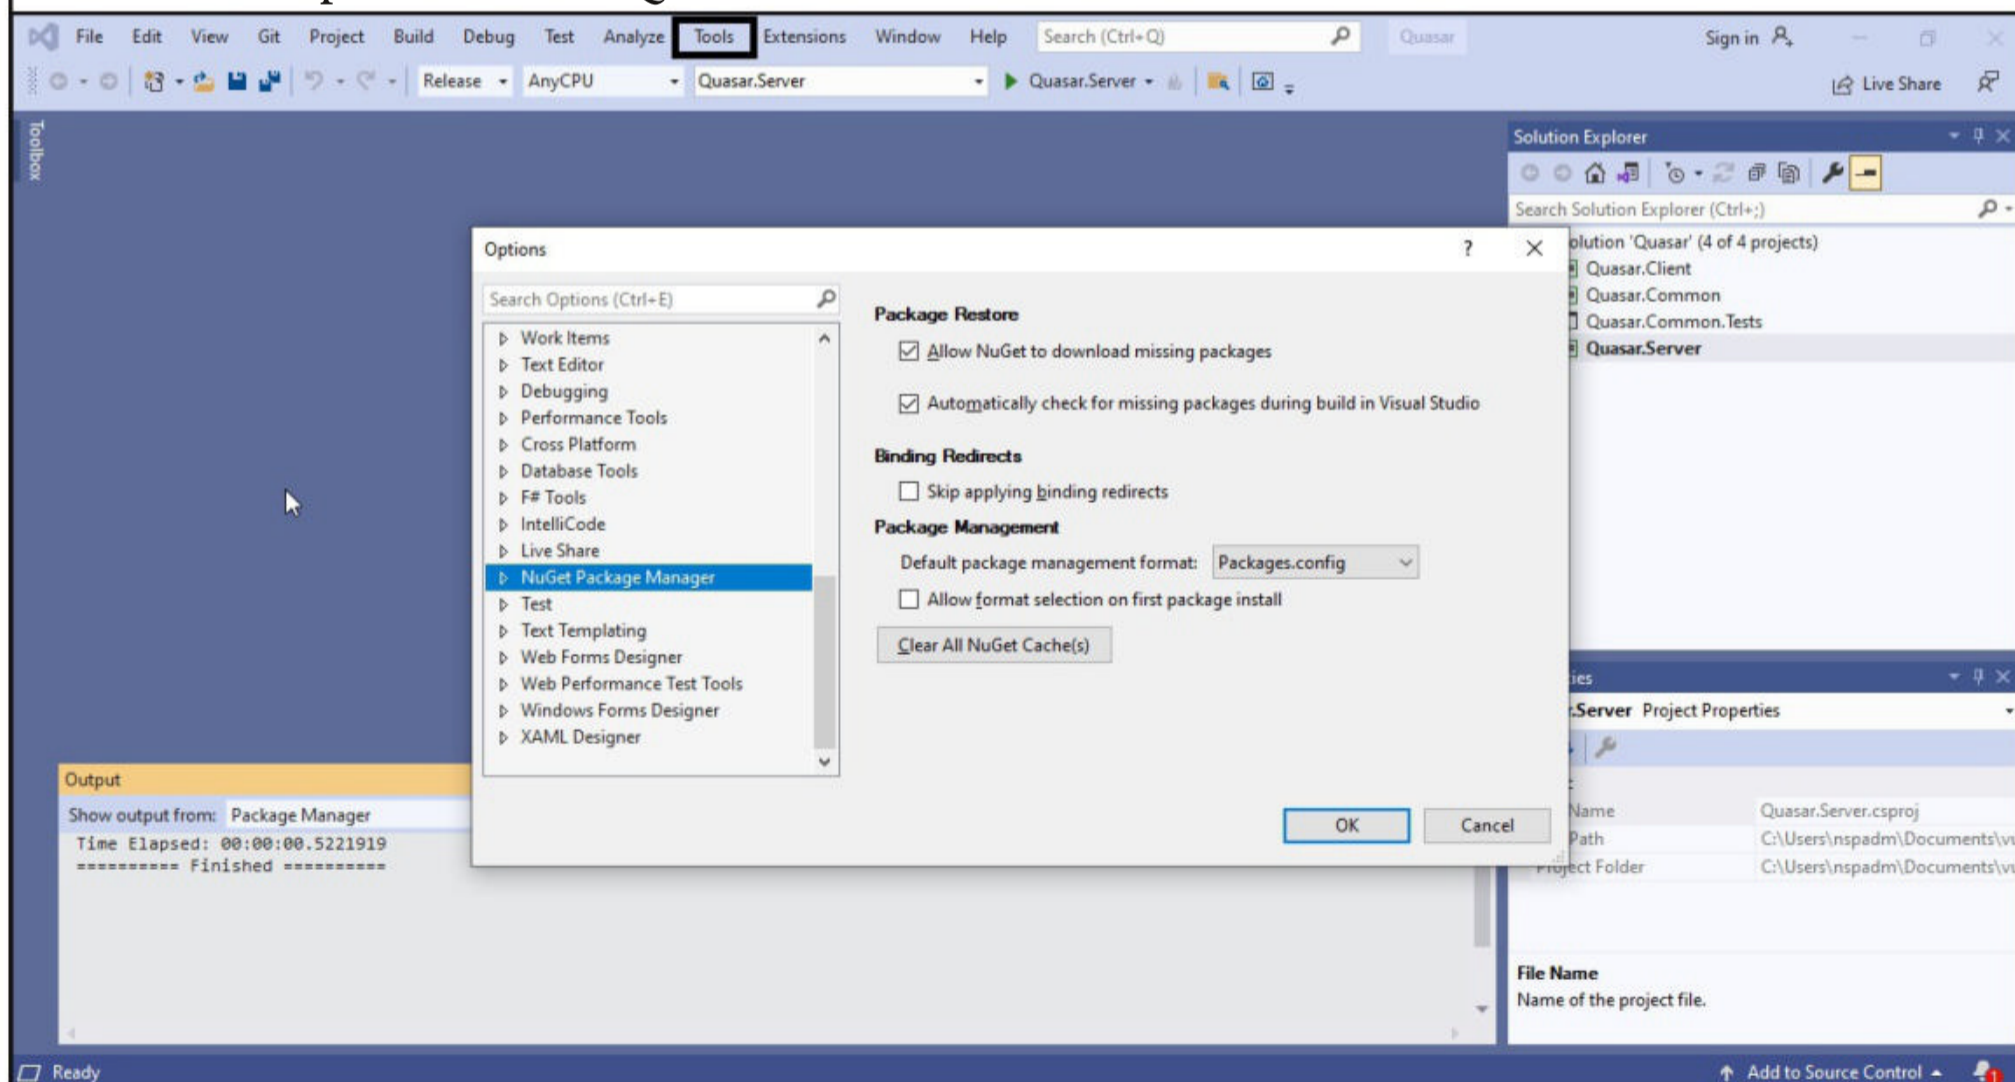 File Edit View Git Project Build Debug Test Analyze Tools Extensions Window Help Search (Ctrl+Q) Quasar Sign in
Release AnyCPU Quasar.Server Quasar.Server Live Share
Toolbox
Solution Explorer
Search Solution Explorer (Ctrl+;)
olution 'Quasar' (4 of 4 projects)
Quasar.Client
Quasar.Common
Quasar.Common.Tests
Quasar.Server
Options ?
Search Options (Ctrl+E)
Work Items
Text Editor
Debugging
Performance Tools
Cross Platform
Database Tools
F# Tools
IntelliCode
Live Share
NuGet Package Manager
Test
Text Templating
Web Forms Designer
Web Performance Test Tools
Windows Forms Designer
XAML Designer
Package Restore
Allow NuGet to download missing packages
Automatically check for missing packages during build in Visual Studio
Binding Redirects
Skip applying binding redirects
Package Management
Default package management format: Packages.config
Allow format selection on first package install
Clear All NuGet Cache(s)
OK Cancel
ies
r.Server Project Properties
Name Quasar.Server.csproj
Path C:\Users\nspadm\Documents\vu
Project Folder C:\Users\nspadm\Documents\vu
File Name
Name of the project file.
Output
Show output from: Package Manager
Time Elapsed: 00:00:00.5221919
========== Finished ==========
Ready Add to Source Control 1